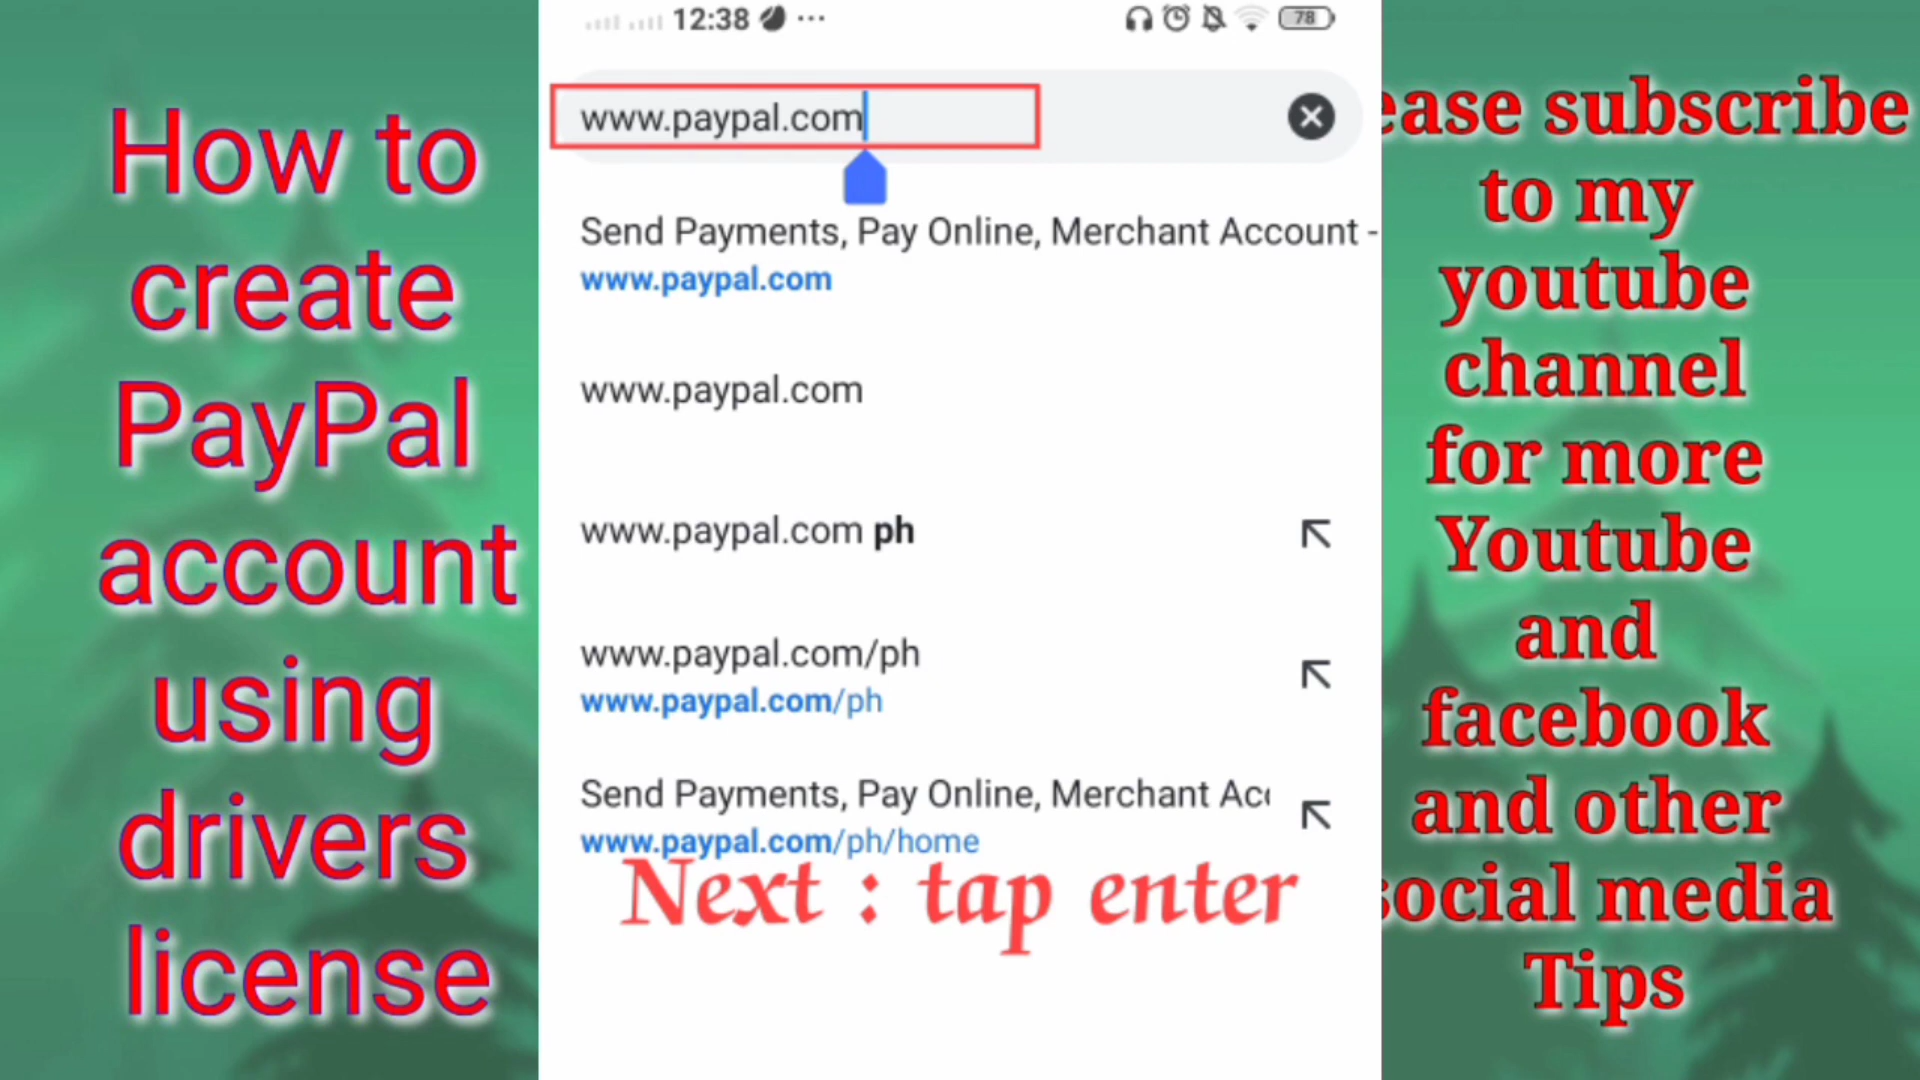 How to
create
PayPal
account
using
drivers
license
12:38
78
www.paypal.com
Send Payments, Pay Online, Merchant Account -
www.paypal.com
www.paypal.com
www.paypal.com ph
www.paypal.com/ph
www.paypal.com/ph
Send Payments, Pay Online, Merchant Acc
www.paypal.com/ph/home
Next : tap enter
ease subscribe
to my
youtube
channel
for more
Youtube
and
facebook
and other
social media
Tips